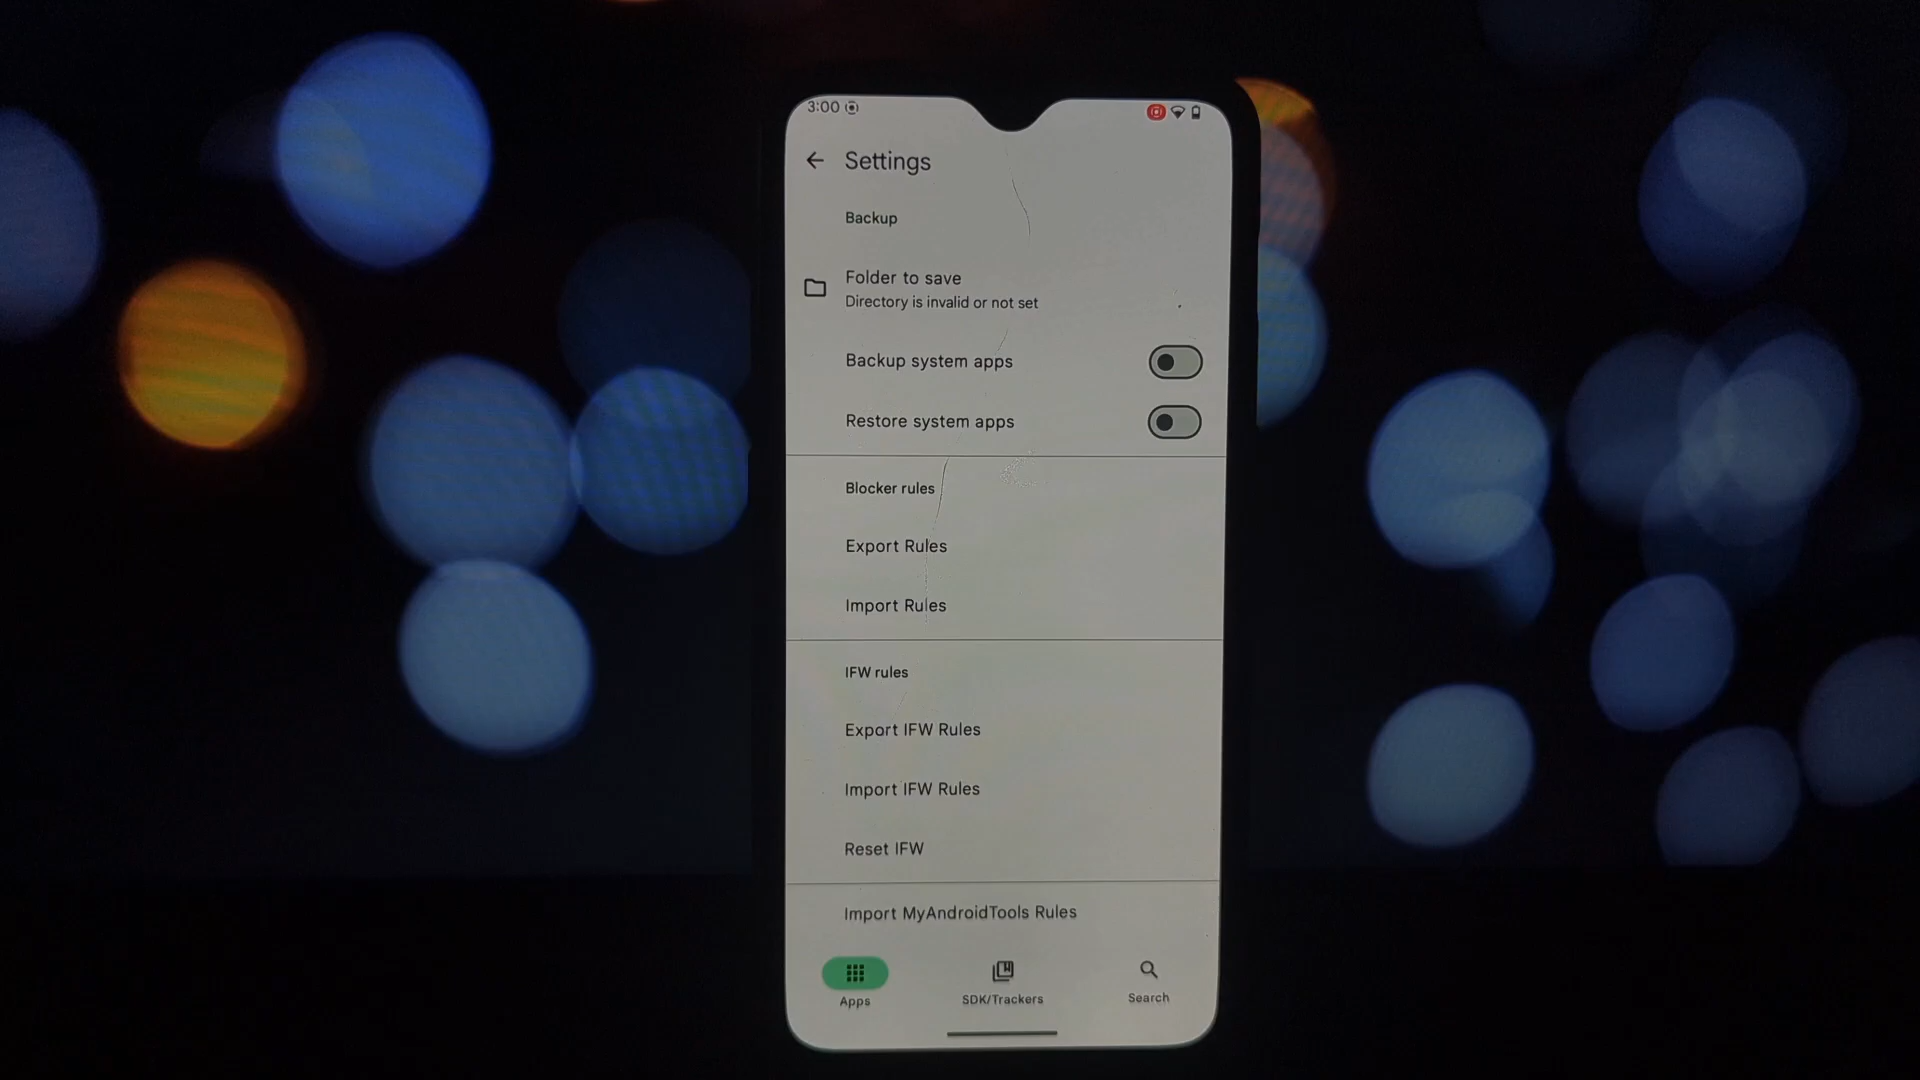 3:00
Settings
Backup
Folder to save
Directory is invalid or not set
Backup system apps
Restore system apps
Blocker rules
Export Rules
Import Rules
IFW rules
Export IFW Rules
Import IFW Rules
Reset IFW
Import MyAndroidTools Rules
Apps
SDK/Trackers
Search